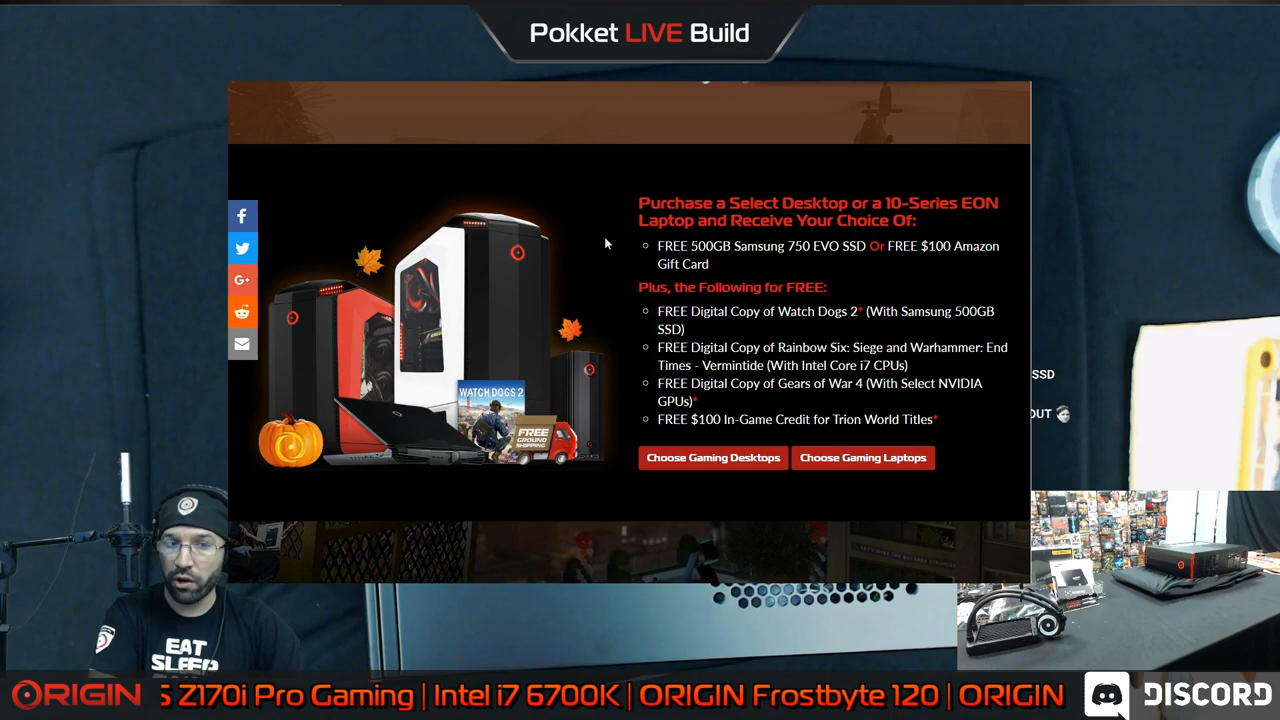 Pokket LIVE Build
Purchase a Select Desktop or a 10-Series EON
Laptop and Receive Your Choice Of:
FREE 500GB Samsung 750 EVO SSD Or FREE $100 Amazon
Gift Card
Plus, the Following for FREE:
FREE Digital Copy of Watch Dogs 2* (With Samsung 500GB
SSD)
FREE Digital Copy of Rainbow Six: Siege and Warhammer: End
Times - Vermintide (With Intel Core i7 CPUs)
FREE Digital Copy of Gears of War 4 (With Select NVIDIA
GPUs)*
FREE $100 In-Game Credit for Trion World Titles*
Choose Gaming Desktops
Choose Gaming Laptops
f
G+
WATCH DOGS 2
FREE
GROUND
SHIPPING
SSD
OUT
EAT
SLEEP
ORIGIN
S Z170i Pro Gaming | Intel i7 6700K | ORIGIN Frostbyte 120 | ORIGIN
DISCORD